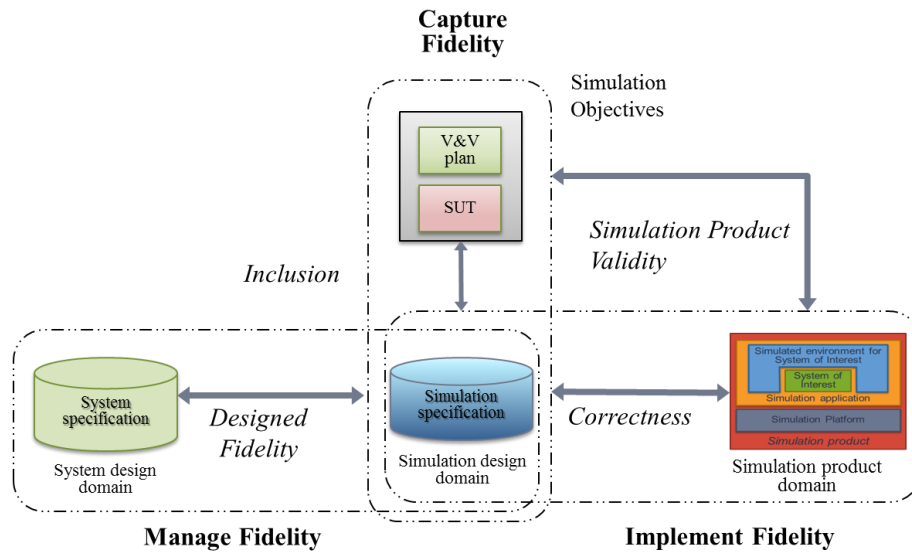 Capture
Fidelity
Simulation
Objectives
V&V
plan
SUT
Simulation Product
Validity
Inclusion
System
specification
Designed
Fidelity
System design
domain
Simulation
specification
Simulation design
domain
Correctness
Simulated environment for
System of Interest
System of
Interest
Simulation application
Simulation Platform
Simulation product
Simulation product
domain
Manage Fidelity
Implement Fidelity